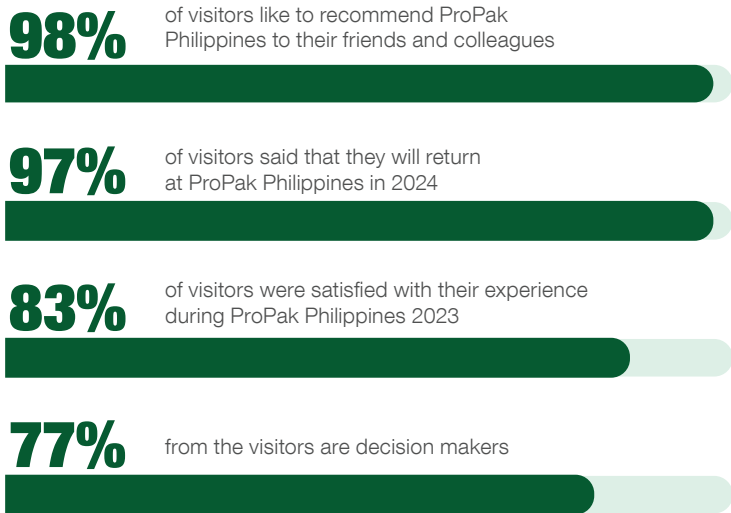 98%
of visitors like to recommend ProPak
Philippines to their friends and colleagues
97%
of visitors said that they will return
at ProPak Philippines in 2024
83%
of visitors were satisfied with their experience
during ProPak Philippines 2023
77%
from the visitors are decision makers